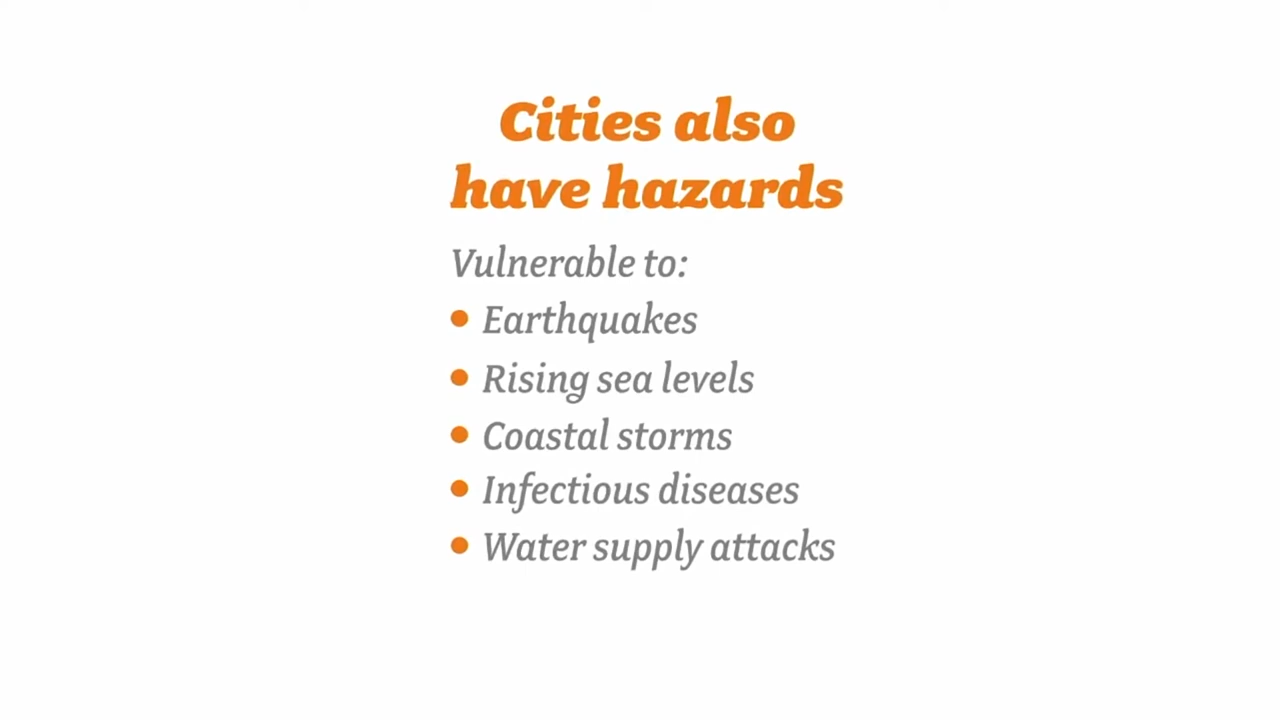 Cities also
have hazards
Vulnerable to:
• Earthquakes
• Rising sea levels
• Coastal storms
• Infectious diseases
• Water supply attacks